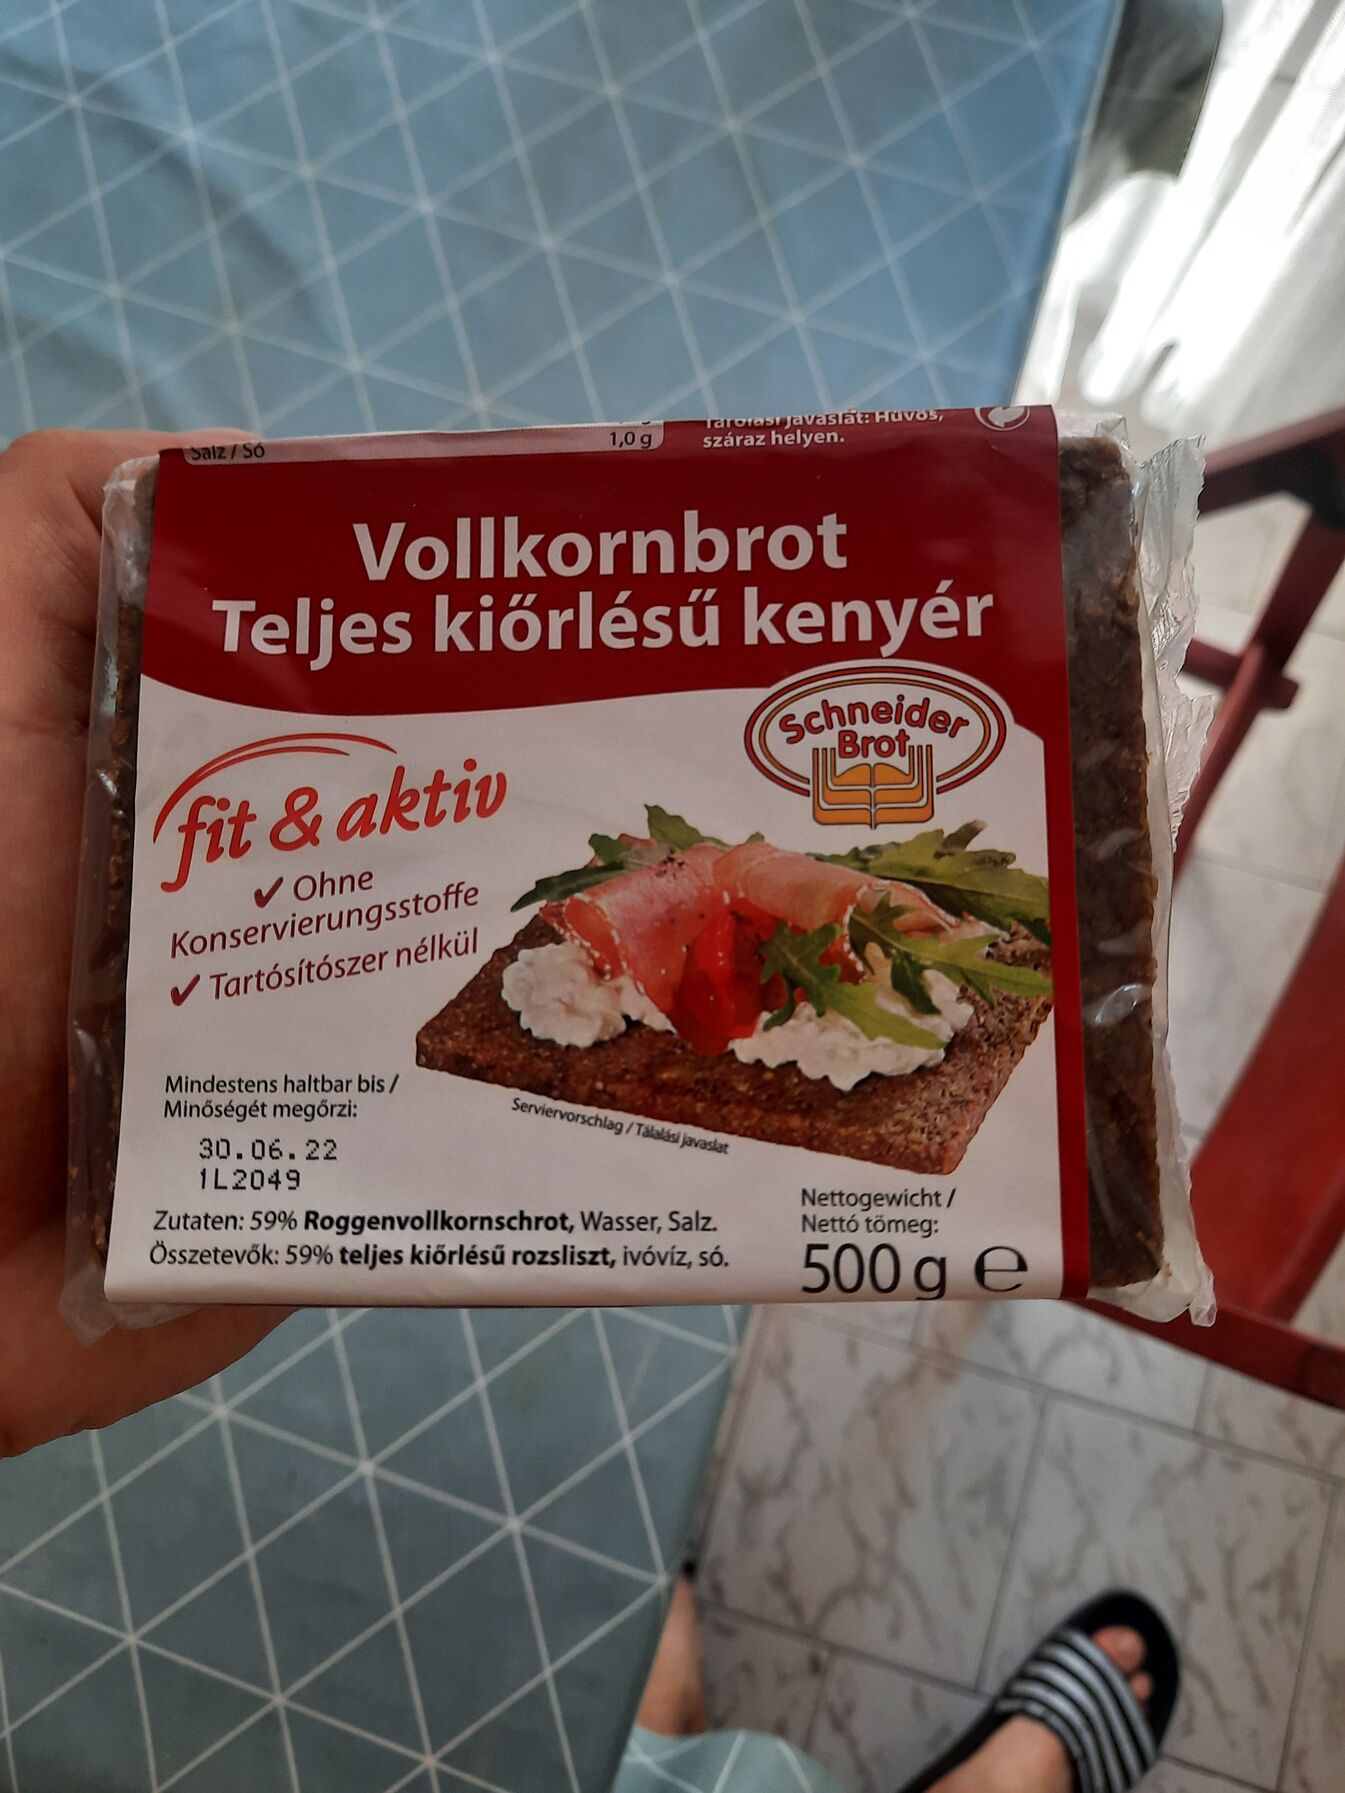 Salz / Só
1,0 g
Tárolási javaslat: Hűvös,
száraz helyen.
Vollkornbrot
Teljes kiőrlésű kenyér
Schneider
Brot
fit & aktiv
✓ Ohne
Konservierungsstoffe
✓ Tartósítószer nélkül
Mindestens haltbar bis /
Minőségét megőrzi:
30.06.22
1L2049
Serviervorschlag / Tálalási javaslat
Zutaten: 59% Roggenvollkornschrot, Wasser, Salz.
Összetevők: 59% teljes kiőrlésű rozsliszt, ivóvíz, só.
Nettogewicht /
Nettó tömeg:
500 g e